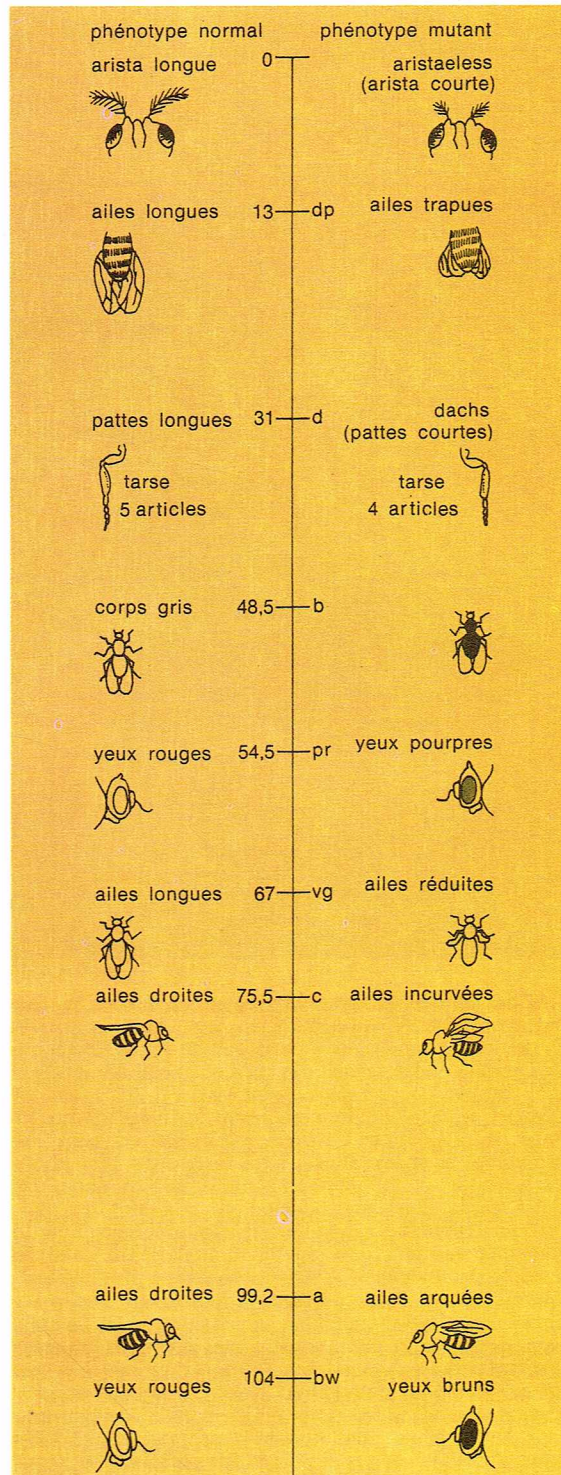 phénotype normal phénotype mutant
arista longue 0 aristaeless
(arista courte)
ailes longues 13 dp ailes trapues
pattes longues 31 d dachs
(pattes courtes)
tarse tarse
5 articles 4 articles
corps gris 48,5 b
yeux rouges 54,5 pr yeux pourpres
ailes longues 67 vg ailes réduites
ailes droites 75,5 c ailes incurvées
ailes droites 99,2 a ailes arquées
yeux rouges 104 bw yeux bruns